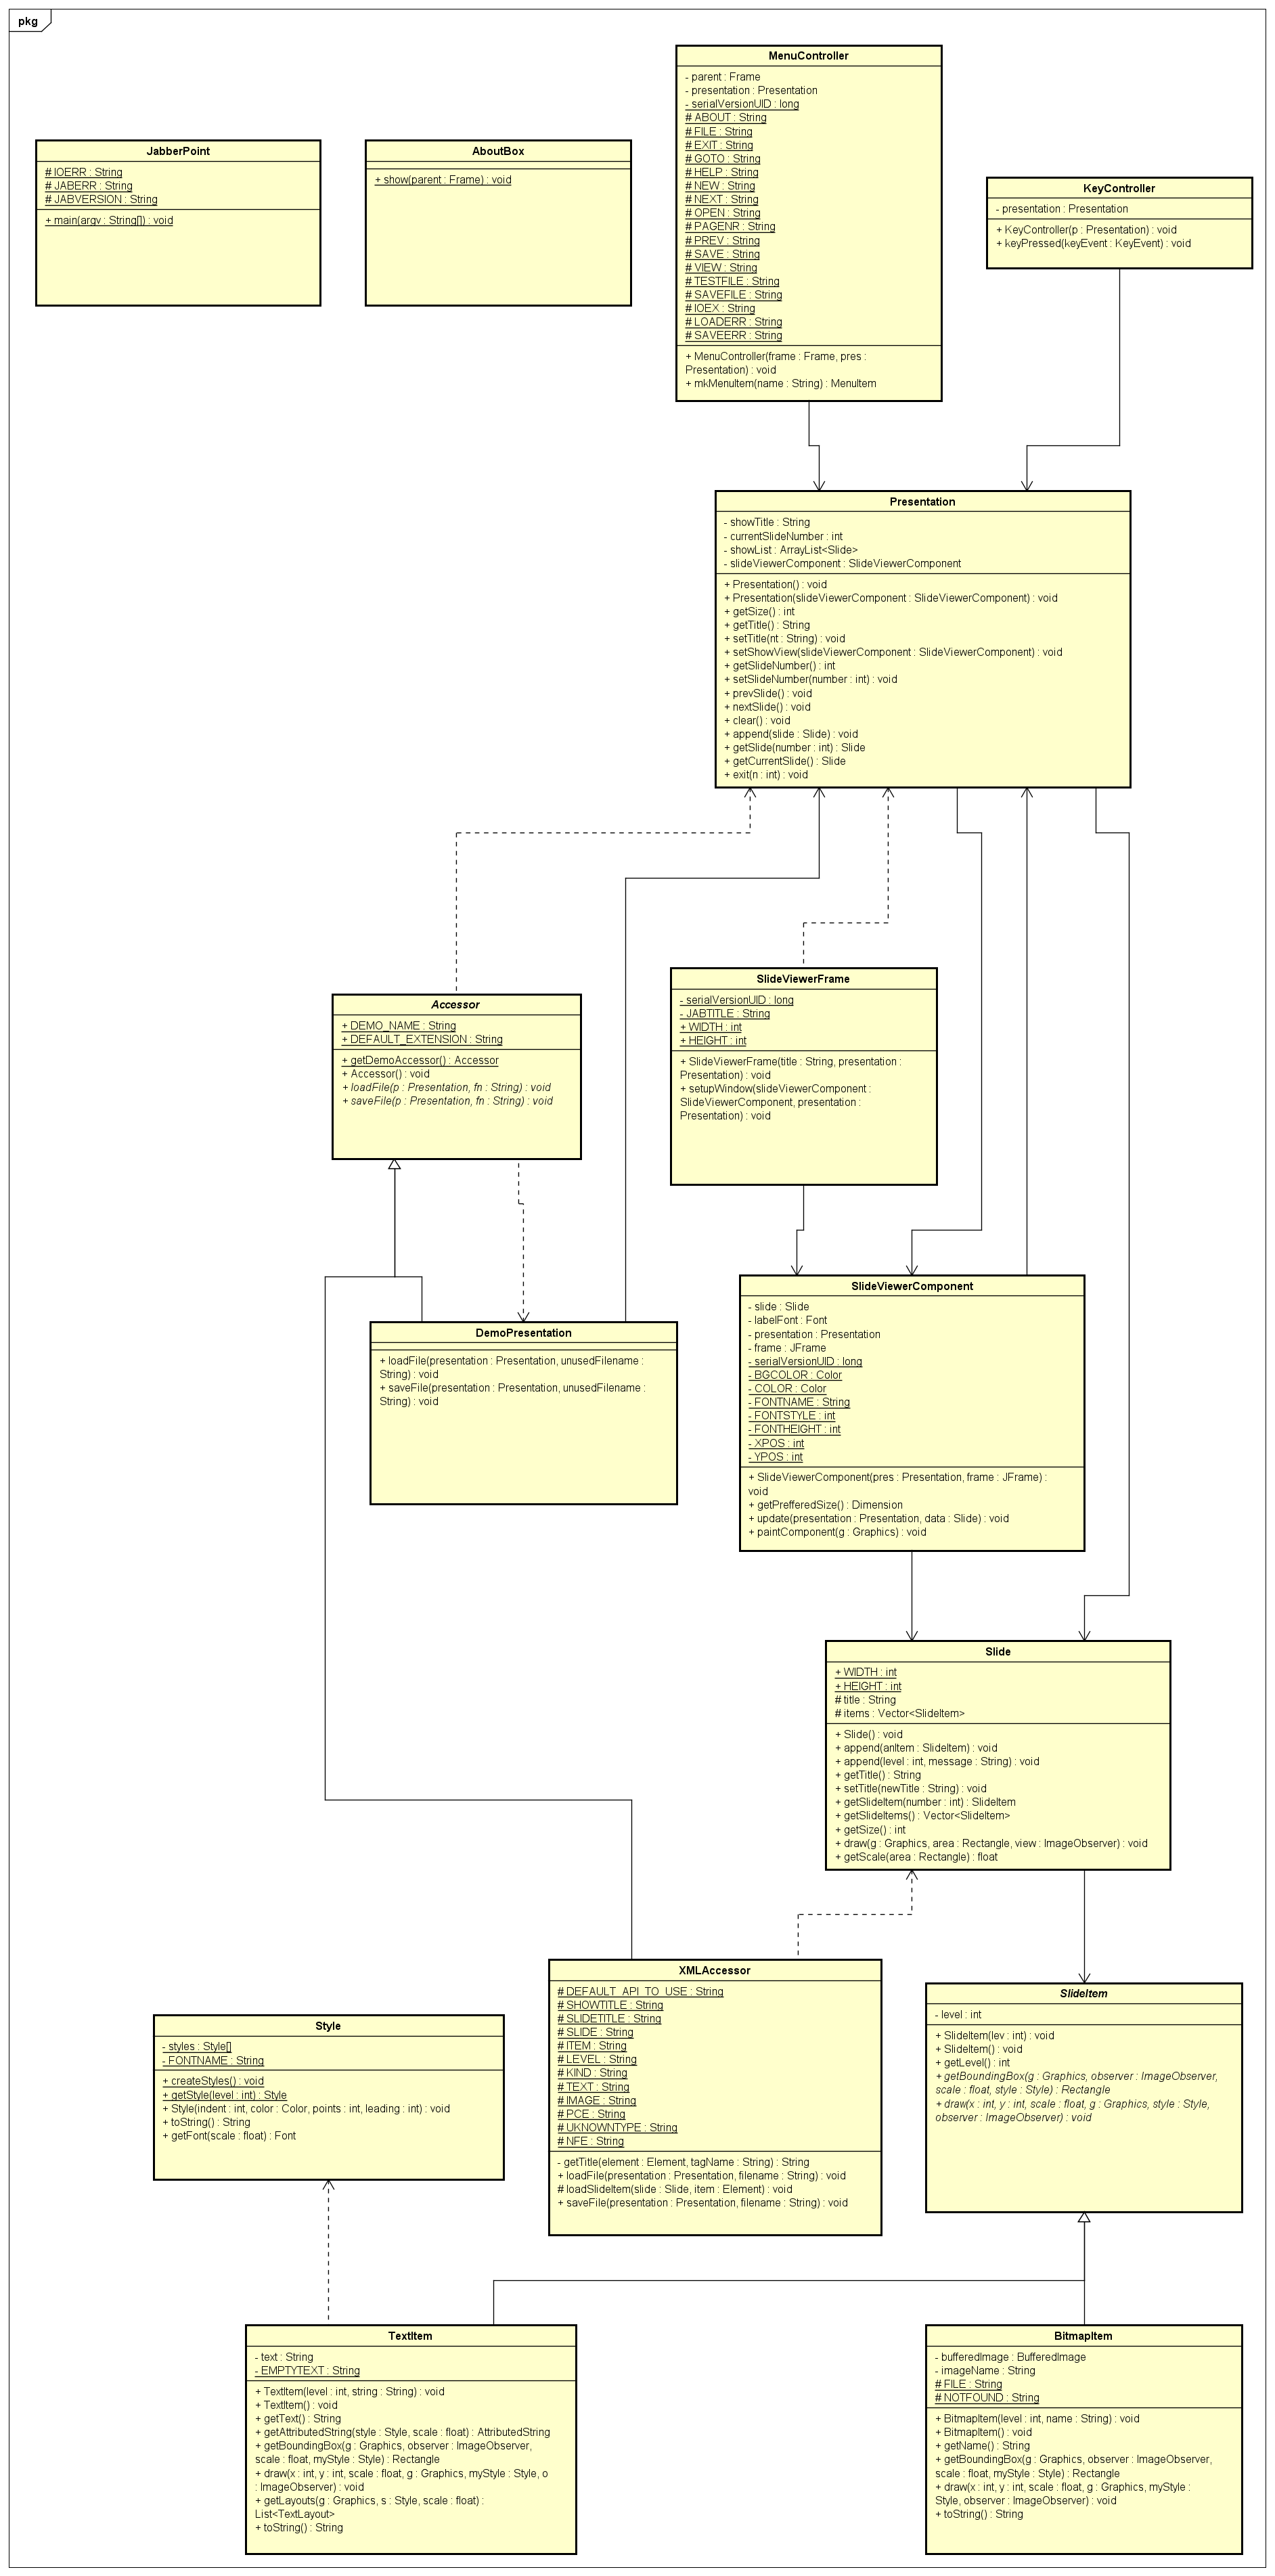 pkg
MenuController
- parent : Frame
- presentation : Presentation
- serialVersionUID : long
# ABOUT : String
# FILE : String
# EXIT : String
# GOTO : String
# HELP : String
# NEW : String
# NEXT : String
# OPEN : String
# PAGENR : String
# PREV : String
# SAVE : String
# VIEW : String
# TESTFILE : String
# SAVEFILE : String
# IOEX : String
# LOADERR : String
# SAVEERR : String
+ MenuController(frame : Frame, pres :
Presentation) : void
+ mkMenuItem(name : String) : MenuItem
JabberPoint
# IOERR : String
# JABERR : String
# JABVERSION : String
+ main(argv : String[]) : void
AboutBox
+ show(parent : Frame) : void
KeyController
- presentation : Presentation
+ KeyController(p : Presentation) : void
+ keyPressed(keyEvent : KeyEvent) : void
Presentation
- showTitle : String
- currentSlideNumber : int
- showList : ArrayList<Slide>
- slideViewerComponent : SlideViewerComponent
+ Presentation() : void
+ Presentation(slideViewerComponent : SlideViewerComponent) : void
+ getSize() : int
+ getTitle() : String
+ setTitle(nt : String) : void
+ setShowView(slideViewerComponent : SlideViewerComponent) : void
+ getSlideNumber() : int
+ setSlideNumber(number : int) : void
+ prevSlide() : void
+ nextSlide() : void
+ clear() : void
+ append(slide : Slide) : void
+ getSlide(number : int) : Slide
+ getCurrentSlide() : Slide
+ exit(n : int) : void
SlideViewerFrame
- serialVersionUID : long
- JABTITLE : String
+ WIDTH : int
+ HEIGHT : int
+ SlideViewerFrame(title : String, presentation :
Presentation) : void
+ setupWindow(slideViewerComponent :
SlideViewerComponent, presentation :
Presentation) : void
Accessor
+ DEMO_NAME : String
+ DEFAULT_EXTENSION : String
+ getDemoAccessor() : Accessor
+ Accessor() : void
+ loadFile(p : Presentation, fn : String) : void
+ saveFile(p : Presentation, fn : String) : void
SlideViewerComponent
- slide : Slide
- labelFont : Font
- presentation : Presentation
- frame : JFrame
- serialVersionUID : long
- BGCOLOR : Color
- COLOR : Color
- FONTNAME : String
- FONTSTYLE : int
- FONTHEIGHT : int
- XPOS : int
- YPOS : int
+ SlideViewerComponent(pres : Presentation, frame : JFrame) :
void
+ getPrefferedSize() : Dimension
+ update(presentation : Presentation, data : Slide) : void
+ paintComponent(g : Graphics) : void
DemoPresentation
+ loadFile(presentation : Presentation, unusedFilename :
String) : void
+ saveFile(presentation : Presentation, unusedFilename :
String) : void
Slide
+ WIDTH : int
+ HEIGHT : int
# title : String
# items : Vector<SlideItem>
+ Slide() : void
+ append(anItem : SlideItem) : void
+ append(level : int, message : String) : void
+ getTitle() : String
+ setTitle(newTitle : String) : void
+ getSlideItem(number : int) : SlideItem
+ getSlideItems() : Vector<SlideItem>
+ getSize() : int
+ draw(g : Graphics, area : Rectangle, view : ImageObserver) : void
+ getScale(area : Rectangle) : float
XMLAccessor
# DEFAULT_API_TO_USE : String
# SHOWTITLE : String
# SLIDETITLE : String
# SLIDE : String
# ITEM : String
# LEVEL : String
# KIND : String
# TEXT : String
# IMAGE : String
# PCE : String
# UKNOWNTYPE : String
# NFE : String
- getTitle(element : Element, tagName : String) : String
+ loadFile(presentation : Presentation, filename : String) : void
# loadSlideItem(slide : Slide, item : Element) : void
+ saveFile(presentation : Presentation, filename : String) : void
SlideItem
- level : int
+ SlideItem(lev : int) : void
+ SlideItem() : void
+ getLevel() : int
+ getBoundingBox(g : Graphics, observer : ImageObserver,
scale : float, style : Style) : Rectangle
+ draw(x : int, y : int, scale : float, g : Graphics, style : Style,
observer : ImageObserver) : void
Style
- styles : Style[]
- FONTNAME : String
+ createStyles() : void
+ getStyle(level : int) : Style
+ Style(indent : int, color : Color, points : int, leading : int) : void
+ toString() : String
+ getFont(scale : float) : Font
TextItem
- text : String
- EMPTYTEXT : String
+ TextItem(level : int, string : String) : void
+ TextItem() : void
+ getText() : String
+ getAttributedString(style : Style, scale : float) : AttributedString
+ getBoundingBox(g : Graphics, observer : ImageObserver,
scale : float, myStyle : Style) : Rectangle
+ draw(x : int, y : int, scale : float, g : Graphics, myStyle : Style, o
: ImageObserver) : void
+ getLayouts(g : Graphics, s : Style, scale : float) :
List<TextLayout>
+ toString() : String
BitmapItem
- bufferedImage : BufferedImage
- imageName : String
# FILE : String
# NOTFOUND : String
+ BitmapItem(level : int, name : String) : void
+ BitmapItem() : void
+ getName() : String
+ getBoundingBox(g : Graphics, observer : ImageObserver,
scale : float, myStyle : Style) : Rectangle
+ draw(x : int, y : int, scale : float, g : Graphics, myStyle :
Style, observer : ImageObserver) : void
+ toString() : String